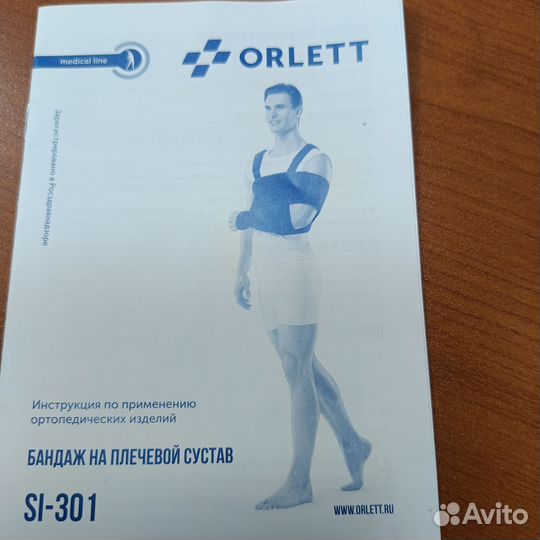 medical line
ORLETT
Зарегистрировано в Росздравнадзоре
Инструкция по применению
ортопедических изделий
БАНДАЖ НА ПЛЕЧЕВОЙ СУСТАВ
SI-301
WWW.ORLETT.RU
Avito